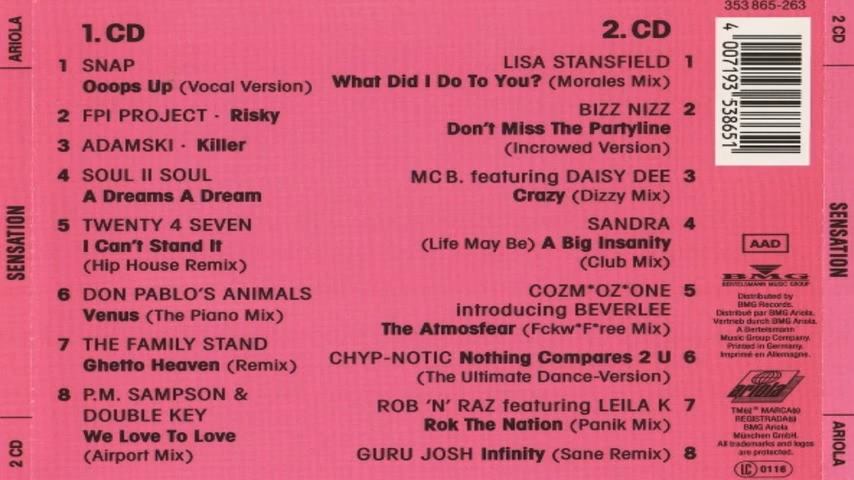 1. CD
1 SNAP
Ooops Up (Vocal Version)
2 FPI PROJECT · Risky
3 ADAMSKI · Killer
4 SOUL II SOUL
A Dreams A Dream
5 TWENTY 4 SEVEN
I Can't Stand It
(Hip House Remix)
6 DON PABLO'S ANIMALS
Venus (The Piano Mix)
7 THE FAMILY STAND
Ghetto Heaven (Remix)
8 P.M. SAMPSON &
DOUBLE KEY
We Love To Love
(Airport Mix)
2. CD
LISA STANSFIELD 1
What Did I Do To You? (Morales Mix)
BIZZ NIZZ 2
Don't Miss The Partyline
(Incrowed Version)
MC B. featuring DAISY DEE 3
Crazy (Dizzy Mix)
SANDRA 4
(Life May Be) A Big Insanity
(Club Mix)
COZM*OZ*ONE 5
introducing BEVERLEE
The Atmosfear (Fckw*F*ree Mix)
CHYP-NOTIC Nothing Compares 2 U 6
(The Ultimate Dance-Version)
ROB 'N' RAZ featuring LEILA K 7
Rok The Nation (Panik Mix)
GURU JOSH Infinity (Sane Remix) 8
353 865-263
4 007193 538651
AAD
BMG
BERTELSMANN MUSIC GROUP
Distributed by
BMG Records.
Distribué par BMG Ariola.
Vertrieb durch BMG Ariola.
A Bertelsmann
Music Group Company.
Printed in Germany.
Imprimé en Allemagne.
ariola
TM@ MARCA®
REGISTRADA®
BMG Ariola
München GmbH.
All trademarks and logos
are protected.
LC 0116
ARIOLA
SENSATION
2 CD
2 CD
SENSATION
ARIOLA